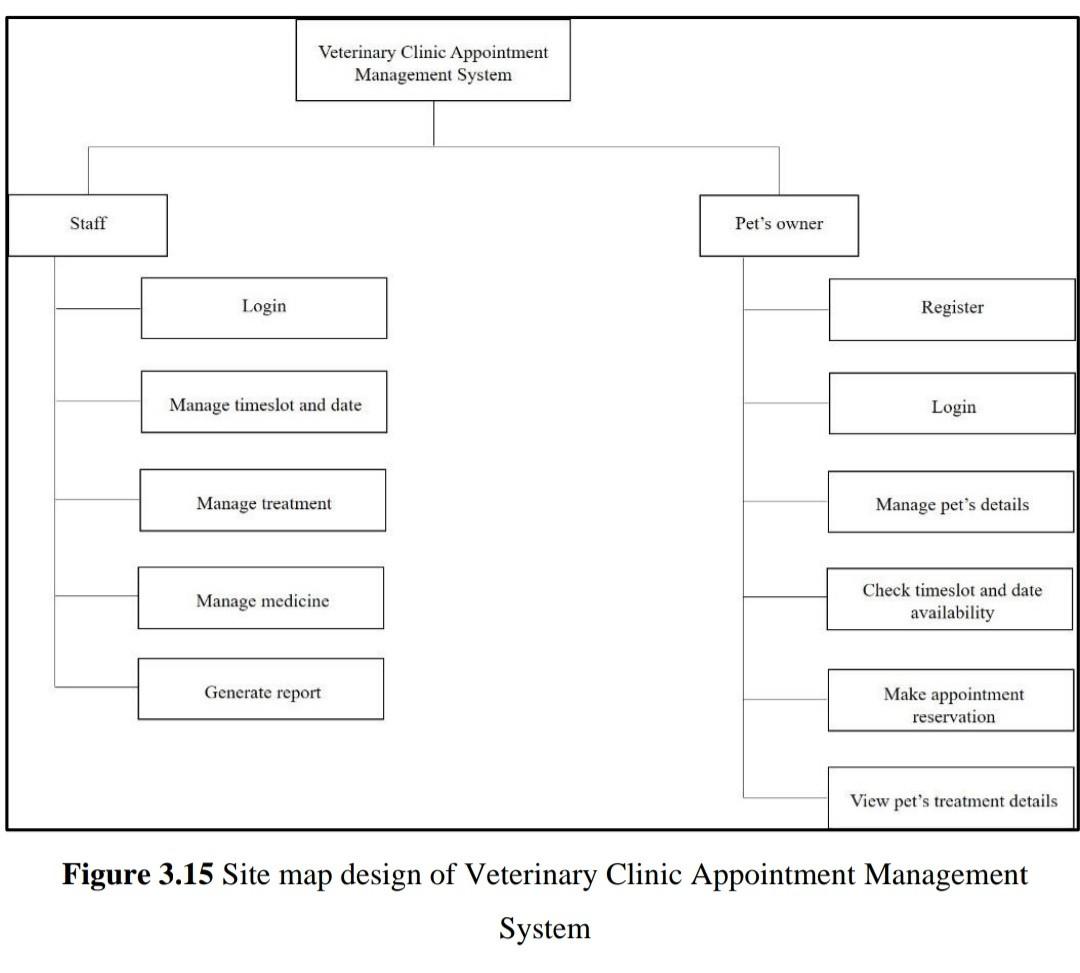 Veterinary Clinic Appointment
Management System
Staff
Login
Manage timeslot and date
Manage treatment
Manage medicine
Generate report
Pet’s owner
Register
Login
Manage pet’s details
Check timeslot and date
availability
Make appointment
reservation
View pet’s treatment details
Figure 3.15 Site map design of Veterinary Clinic Appointment Management
System